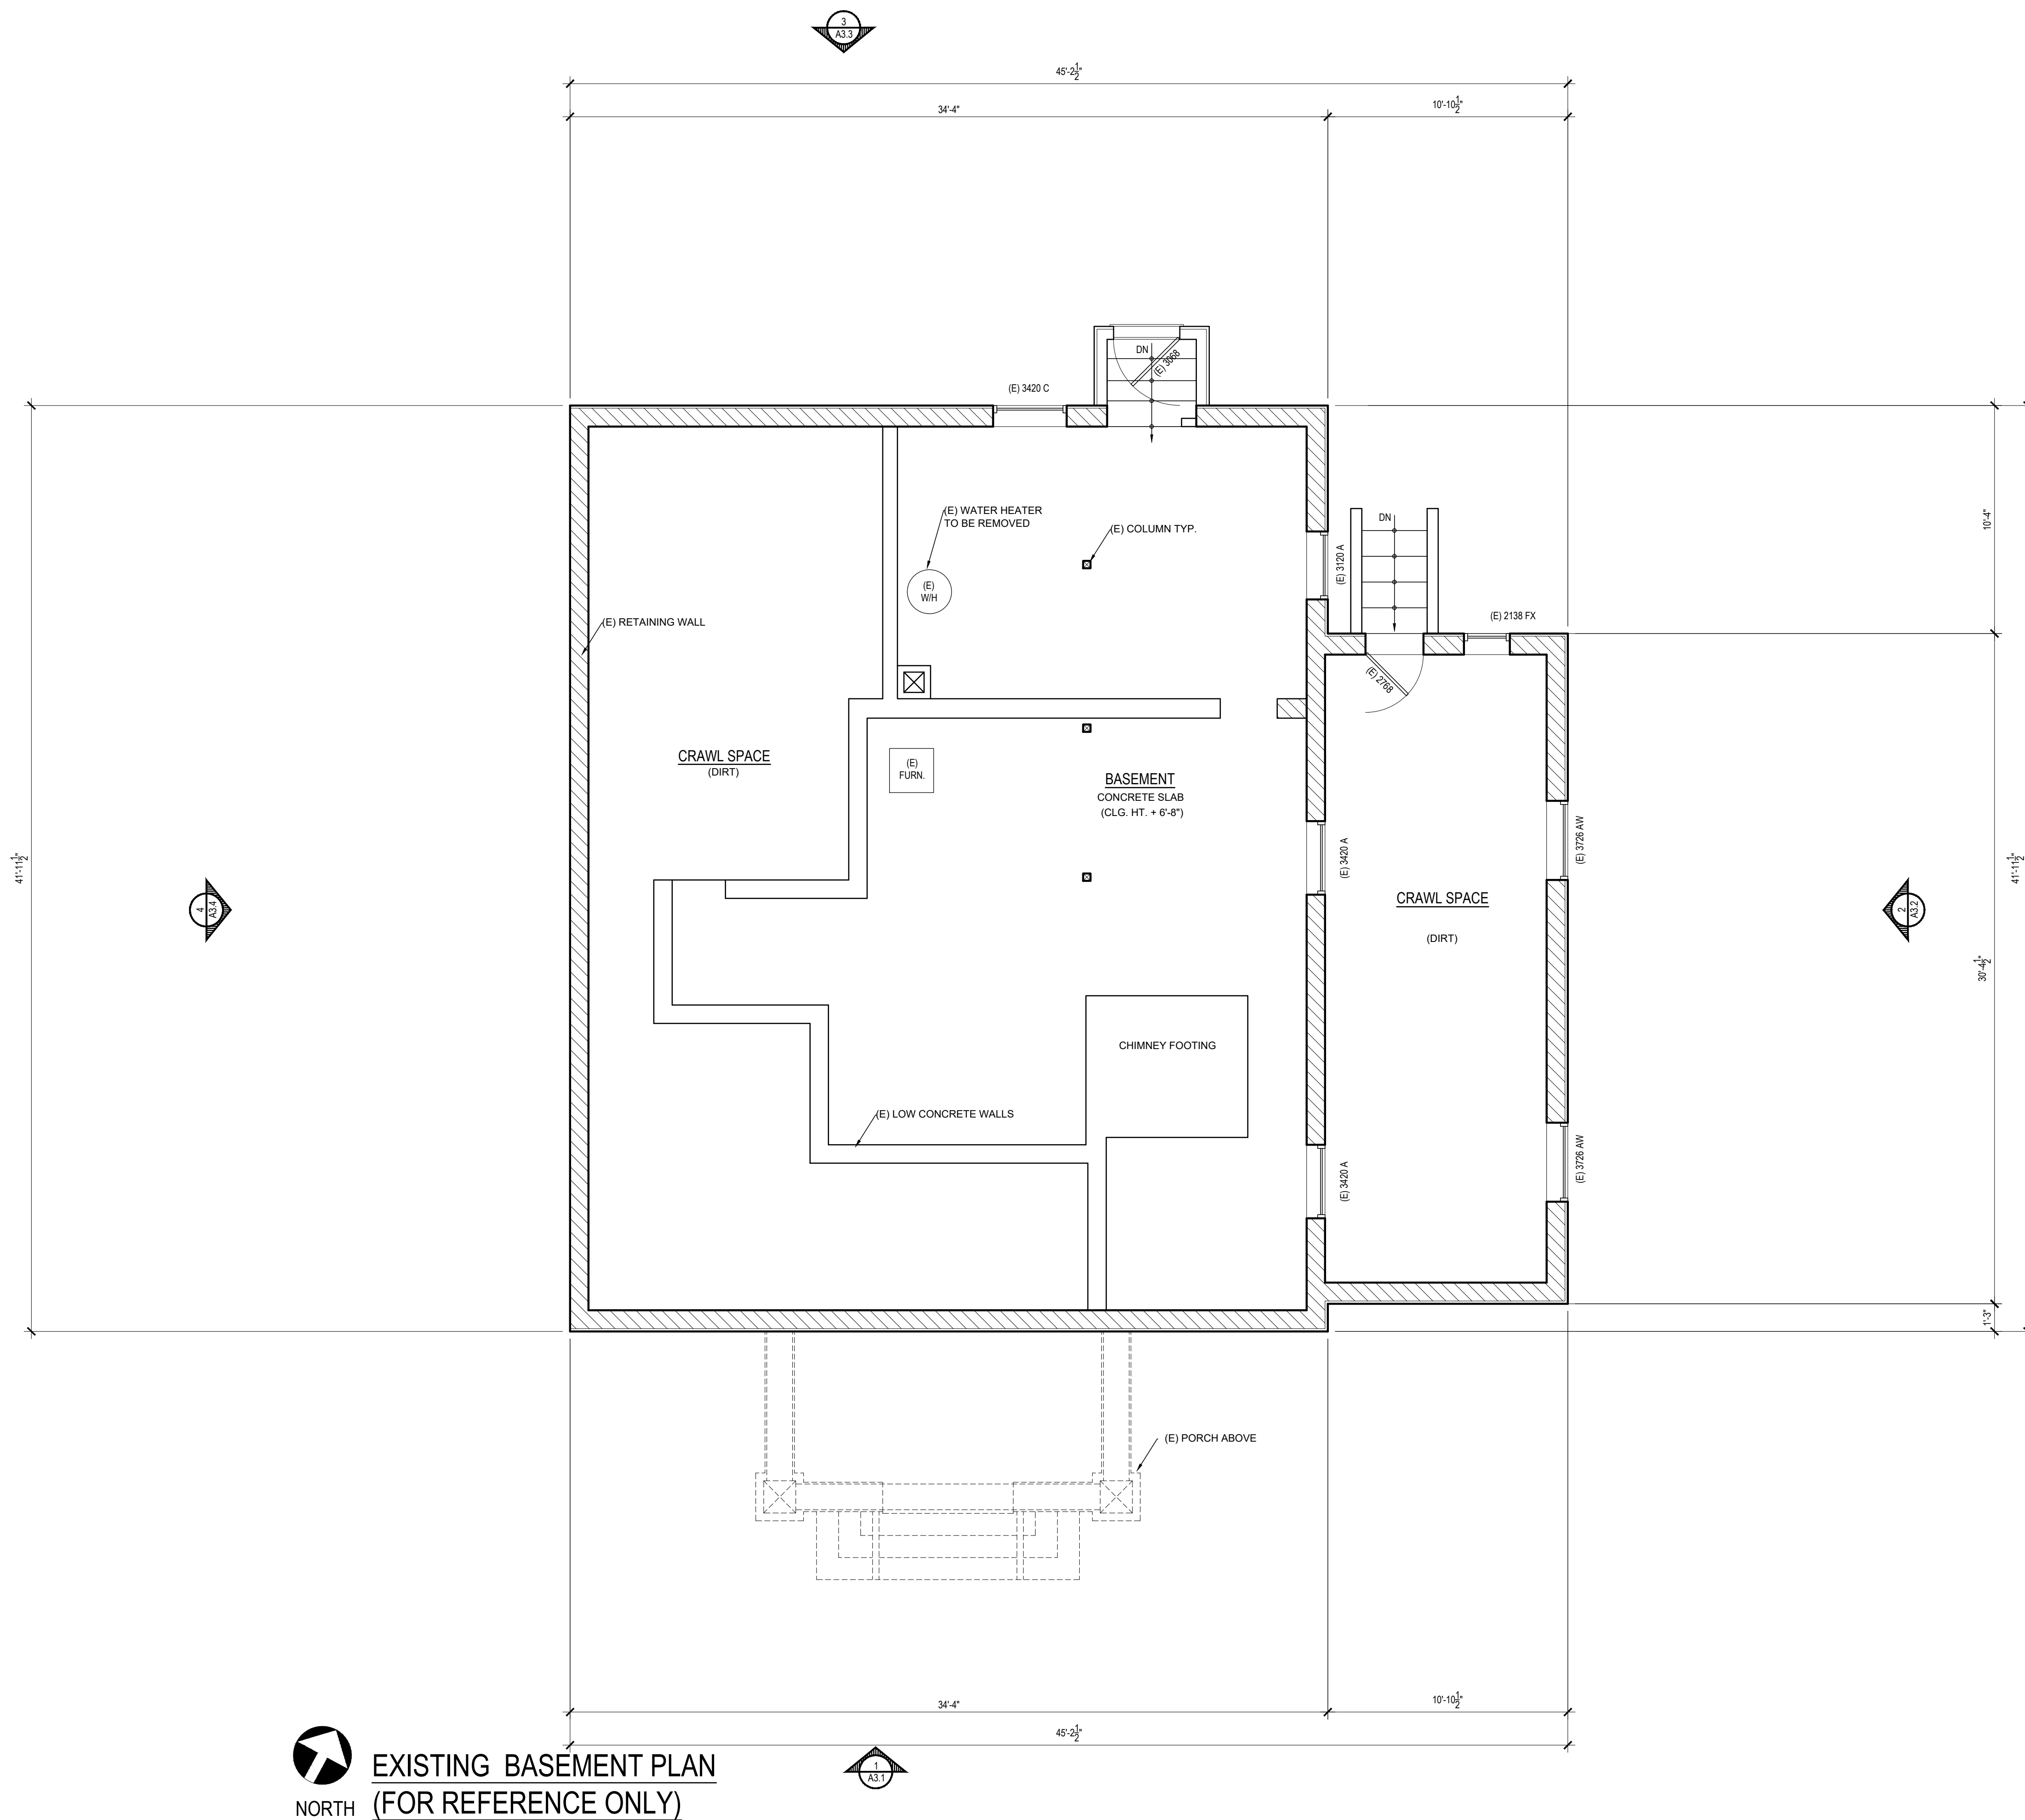 3
A3.3
45'-2 1/2"
34'-4"
10'-10 1/2"
DN
(E) 3068
(E) 3420 C
(E) WATER HEATER
TO BE REMOVED
(E) COLUMN TYP.
DN
10'-4"
(E) 3120 A
(E)
W/H
(E) 2138 FX
(E) RETAINING WALL
(E) 2768
CRAWL SPACE
(DIRT)
(E)
FURN.
BASEMENT
CONCRETE SLAB
(CLG. HT. + 6'-8")
(E) 3420 A
(E) 3726 AW
41'-11 1/2"
41'-11 1/2"
4
A3.4
CRAWL SPACE
(DIRT)
2
A3.2
30'-4 1/2"
CHIMNEY FOOTING
(E) LOW CONCRETE WALLS
(E) 3420 A
(E) 3726 AW
1'-3"
(E) PORCH ABOVE
34'-4"
10'-10 1/2"
45'-2 1/2"
1
A3.1
NORTH
EXISTING BASEMENT PLAN
(FOR REFERENCE ONLY)